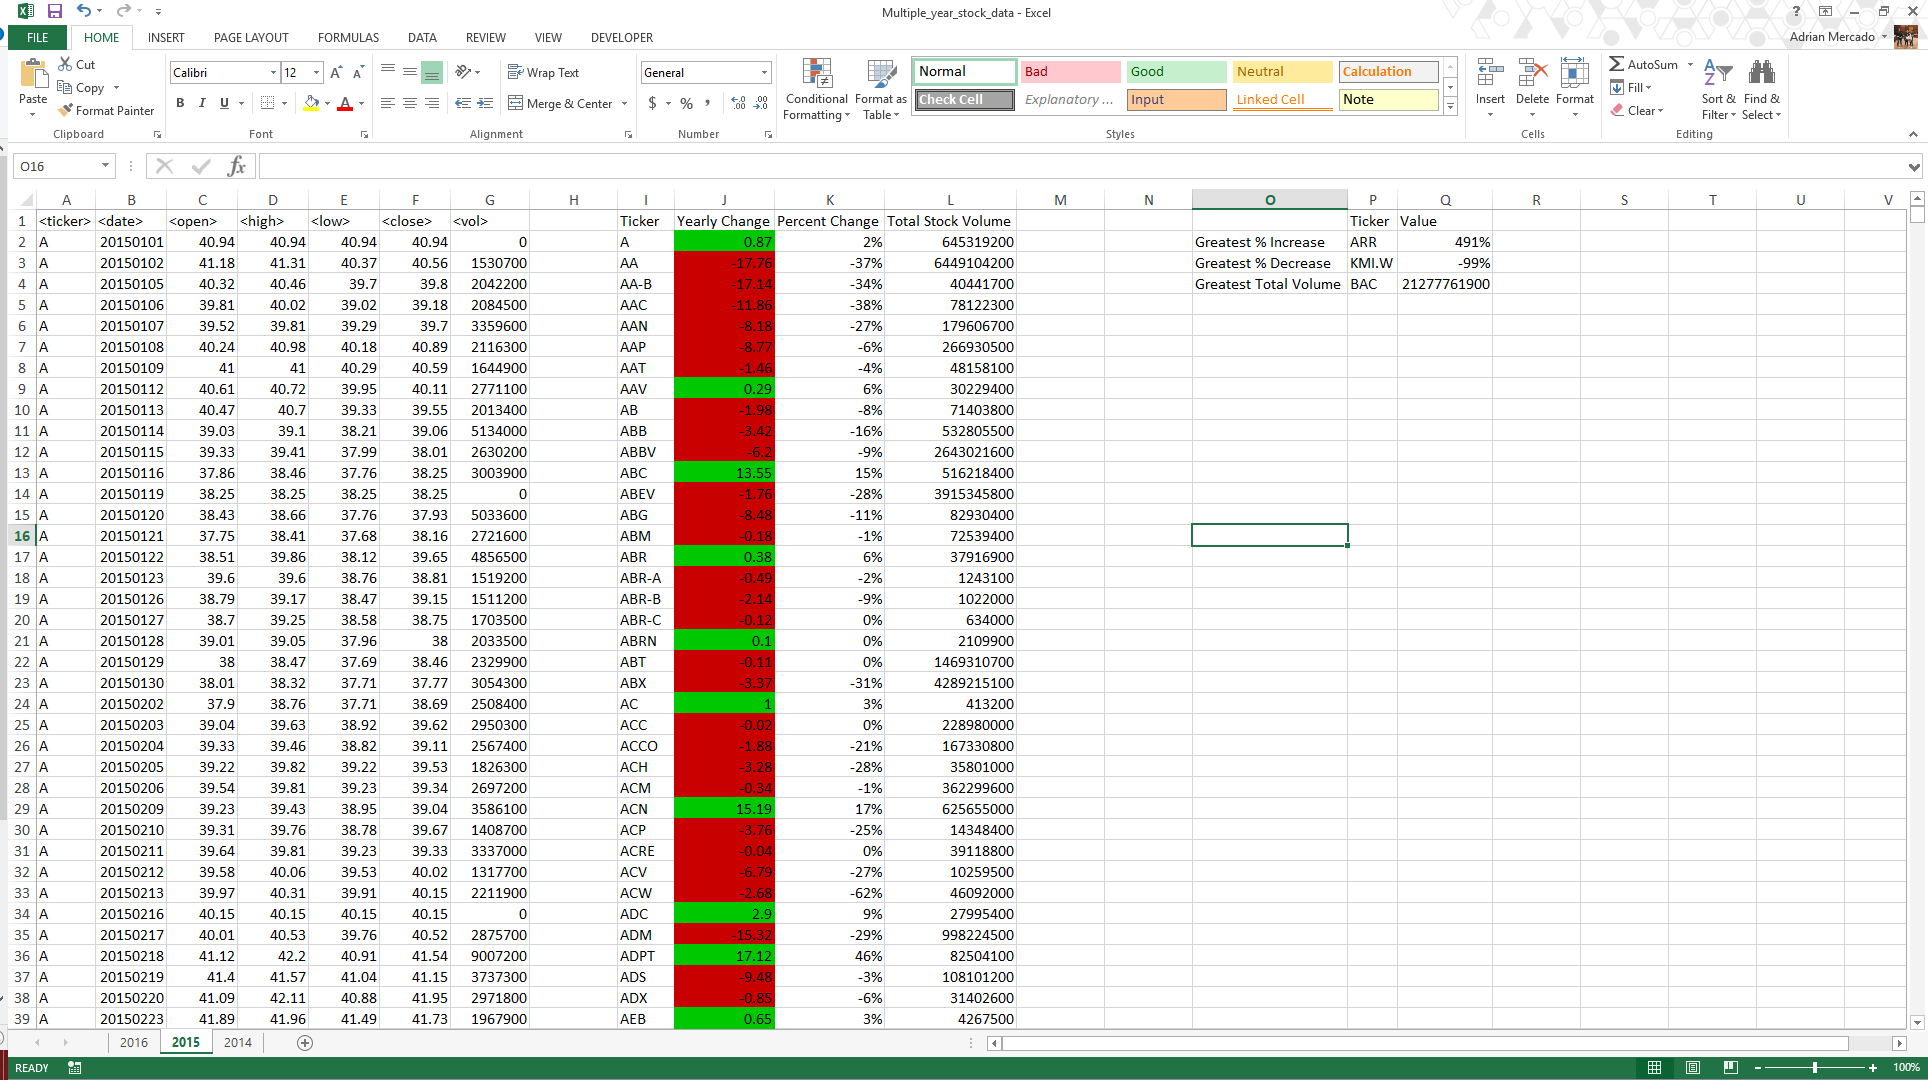 Multiple_year_stock_data - Excel
FILE HOME INSERT PAGE LAYOUT FORMULAS DATA REVIEW VIEW DEVELOPER Adrian Mercado
Paste Cut Copy Format Painter
Calibri 12
Wrap Text
Merge & Center
General
Conditional Formatting Format as Table
Normal Bad Good Neutral Calculation
Check Cell Explanatory ... Input Linked Cell Note
Insert Delete Format
AutoSum Fill Clear
Sort & Filter Find & Select
Clipboard Font Alignment Number Styles Cells Editing
O16 fx
A B C D E F G H I J K L M N O P Q R S T U V
1 <ticker> <date> <open> <high> <low> <close> <vol> Ticker Yearly Change Percent Change Total Stock Volume Ticker Value
2 A 20150101 40.94 40.94 40.94 40.94 0 A 0.87 2% 645319200 Greatest % Increase ARR 491%
3 A 20150102 41.18 41.31 40.37 40.56 1530700 AA -17.76 -37% 6449104200 Greatest % Decrease KMI.W -99%
4 A 20150105 40.32 40.46 39.7 39.8 2042200 AA-B -17.14 -34% 40441700 Greatest Total Volume BAC 21277761900
5 A 20150106 39.81 40.02 39.02 39.18 2084500 AAC -11.86 -38% 78122300
6 A 20150107 39.52 39.81 39.29 39.7 3359600 AAN -8.18 -27% 179606700
7 A 20150108 40.24 40.98 40.18 40.89 2116300 AAP -8.77 -6% 266930500
8 A 20150109 41 41 40.29 40.59 1644900 AAT -1.46 -4% 48158100
9 A 20150112 40.61 40.72 39.95 40.11 2771100 AAV 0.29 6% 30229400
10 A 20150113 40.47 40.7 39.33 39.55 2013400 AB -1.98 -8% 71403800
11 A 20150114 39.03 39.1 38.21 39.06 5134000 ABB -3.42 -16% 532805500
12 A 20150115 39.33 39.41 37.99 38.01 2630200 ABBV -6.2 -9% 2643021600
13 A 20150116 37.86 38.46 37.76 38.25 3003900 ABC 13.55 15% 516218400
14 A 20150119 38.25 38.25 38.25 38.25 0 ABEV -1.76 -28% 3915345800
15 A 20150120 38.43 38.66 37.76 37.93 5033600 ABG -8.48 -11% 82930400
16 A 20150121 37.75 38.41 37.68 38.16 2721600 ABM -0.18 -1% 72539400
17 A 20150122 38.51 39.86 38.12 39.65 4856500 ABR 0.38 6% 37916900
18 A 20150123 39.6 39.6 38.76 38.81 1519200 ABR-A -0.49 -2% 1243100
19 A 20150126 38.79 39.17 38.47 39.15 1511200 ABR-B -2.14 -9% 1022000
20 A 20150127 38.7 39.25 38.58 38.75 1703500 ABR-C -0.12 0% 634000
21 A 20150128 39.01 39.05 37.96 38 2033500 ABRN 0.1 0% 2109900
22 A 20150129 38 38.47 37.69 38.46 2329900 ABT -0.11 0% 1469310700
23 A 20150130 38.01 38.32 37.71 37.77 3054300 ABX -3.37 -31% 4289215100
24 A 20150202 37.9 38.76 37.71 38.69 2508400 AC 1 3% 413200
25 A 20150203 39.04 39.63 38.92 39.62 2950300 ACC -0.02 0% 228980000
26 A 20150204 39.33 39.46 38.82 39.11 2567400 ACCO -1.88 -21% 167330800
27 A 20150205 39.22 39.82 39.22 39.53 1826300 ACH -3.28 -28% 35801000
28 A 20150206 39.54 39.81 39.23 39.34 2697200 ACM -0.34 -1% 362299600
29 A 20150209 39.23 39.43 38.95 39.04 3586100 ACN 15.19 17% 625655000
30 A 20150210 39.31 39.76 38.78 39.67 1408700 ACP -3.76 -25% 14348400
31 A 20150211 39.64 39.81 39.23 39.33 3337000 ACRE -0.04 0% 39118800
32 A 20150212 39.58 40.06 39.53 40.02 1317700 ACV -6.79 -27% 10259500
33 A 20150213 39.97 40.31 39.91 40.15 2211900 ACW -2.68 -62% 46092000
34 A 20150216 40.15 40.15 40.15 40.15 0 ADC 2.9 9% 27995400
35 A 20150217 40.01 40.53 39.76 40.52 2875700 ADM -15.32 -29% 998224500
36 A 20150218 41.12 42.2 40.91 41.54 9007200 ADPT 17.12 46% 82504100
37 A 20150219 41.4 41.57 41.04 41.15 3737300 ADS -9.48 -3% 108101200
38 A 20150220 41.09 42.11 40.88 41.95 2971800 ADX -0.85 -6% 31402600
39 A 20150223 41.89 41.96 41.49 41.73 1967900 AEB 0.65 3% 4267500
2016 2015 2014
READY 100%